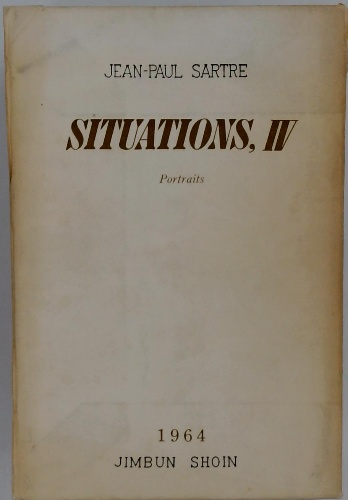 JEAN-PAUL SARTRE
SITUATIONS, IV
Portraits
1964
JIMBUN SHOIN